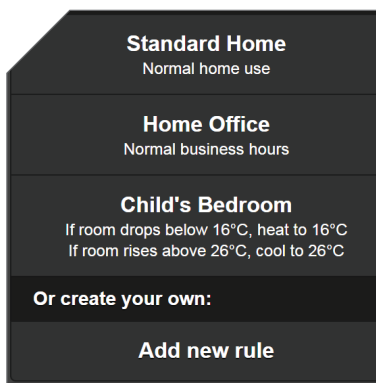 Standard Home
Normal home use
Home Office
Normal business hours
Child's Bedroom
If room drops below 16°C, heat to 16°C
If room rises above 26°C, cool to 26°C
Or create your own:
Add new rule